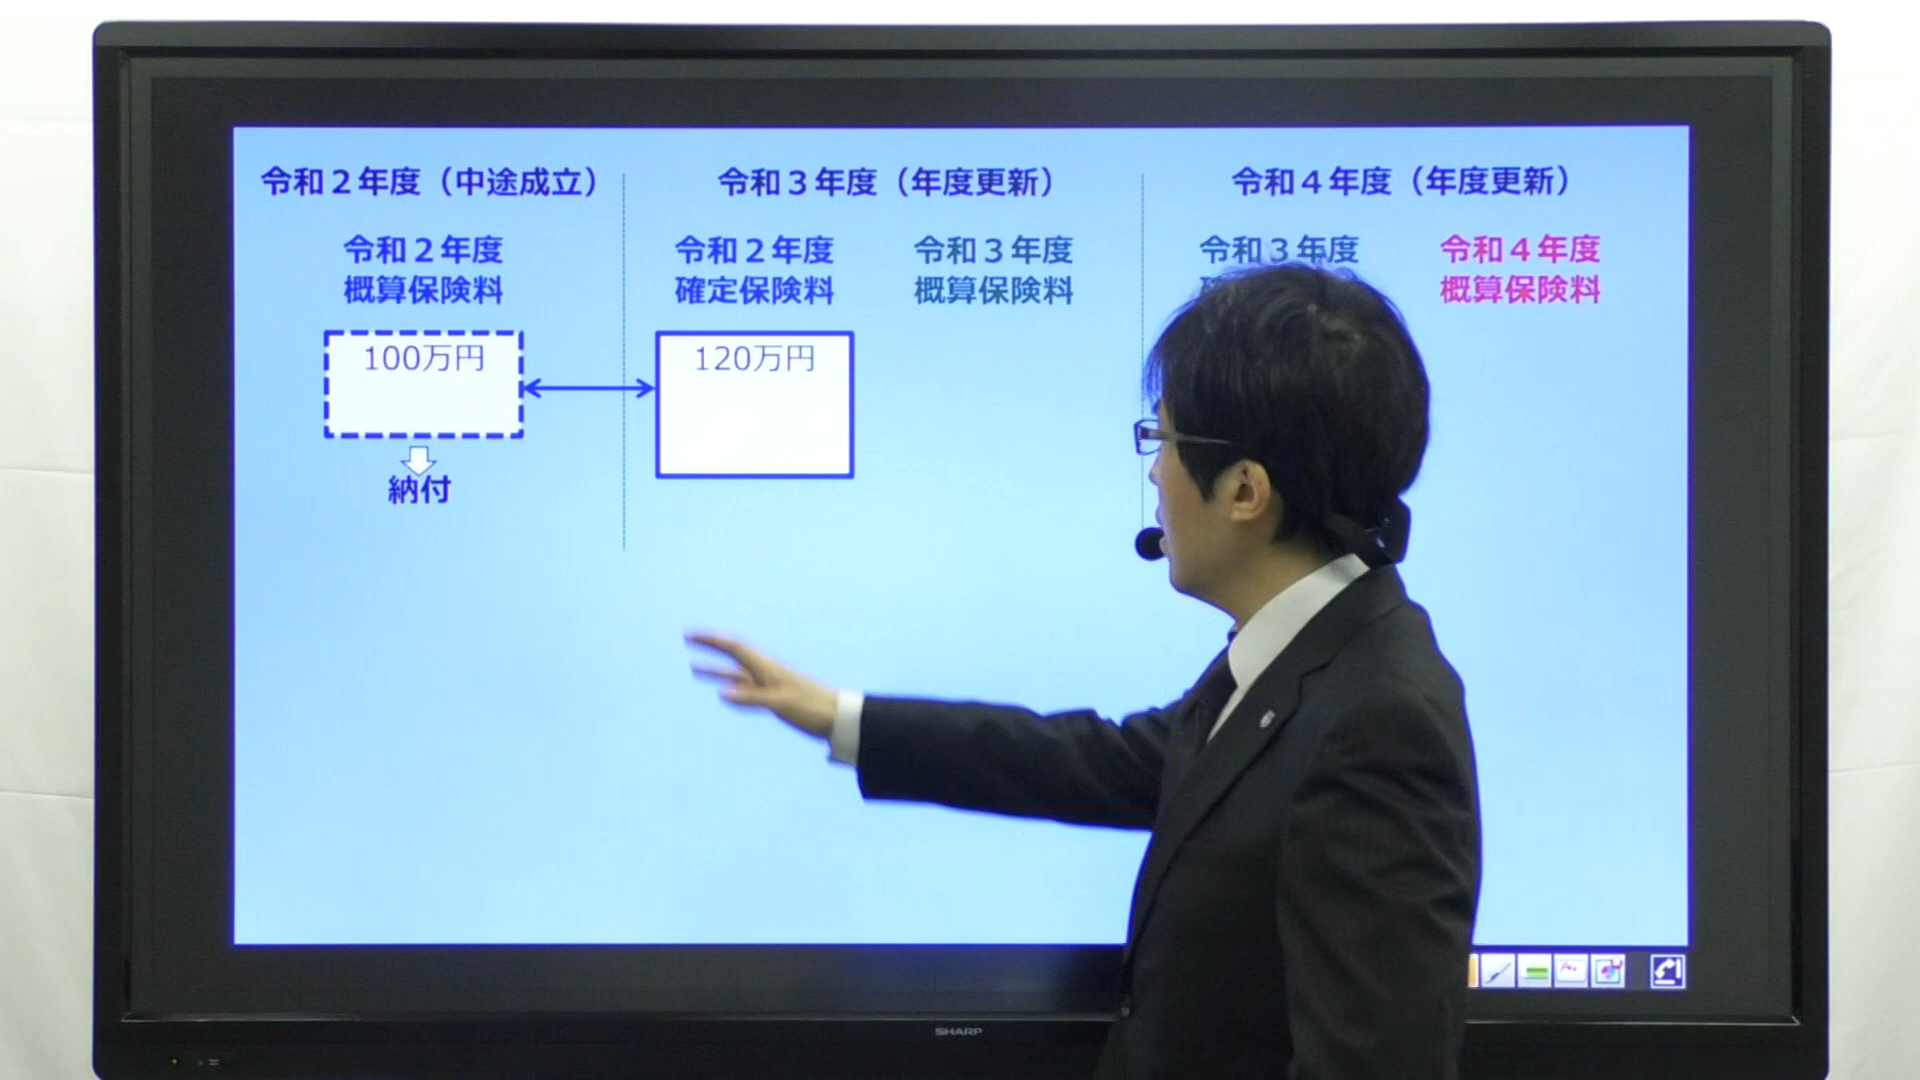 令和２年度（中途成立）
令和３年度（年度更新）
令和４年度（年度更新）
令和２年度
概算保険料
令和２年度
確定保険料
令和３年度
概算保険料
令和３年度
令和４年度
概算保険料
100万円
120万円
納付
SHARP